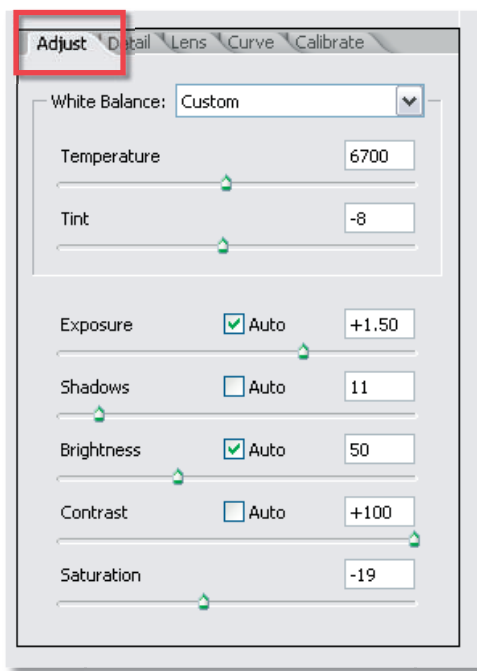 Adjust Detail Lens Curve Calibrate
White Balance: Custom
Temperature 6700
Tint -8
Exposure Auto +1.50
Shadows Auto 11
Brightness Auto 50
Contrast Auto +100
Saturation -19